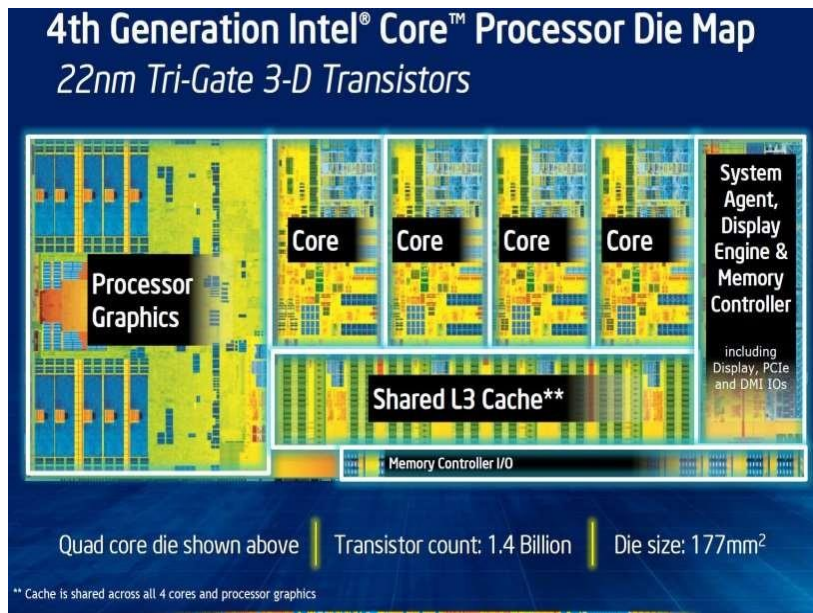 4th Generation Intel® Core™ Processor Die Map
22nm Tri-Gate 3-D Transistors
Processor
Graphics
Core
Core
Core
Core
System
Agent,
Display
Engine &
Memory
Controller
including
Display, PCIe
and DMI IOs
Shared L3 Cache**
Memory Controller I/O
Quad core die shown above
Transistor count: 1.4 Billion
Die size: 177mm²
** Cache is shared across all 4 cores and processor graphics